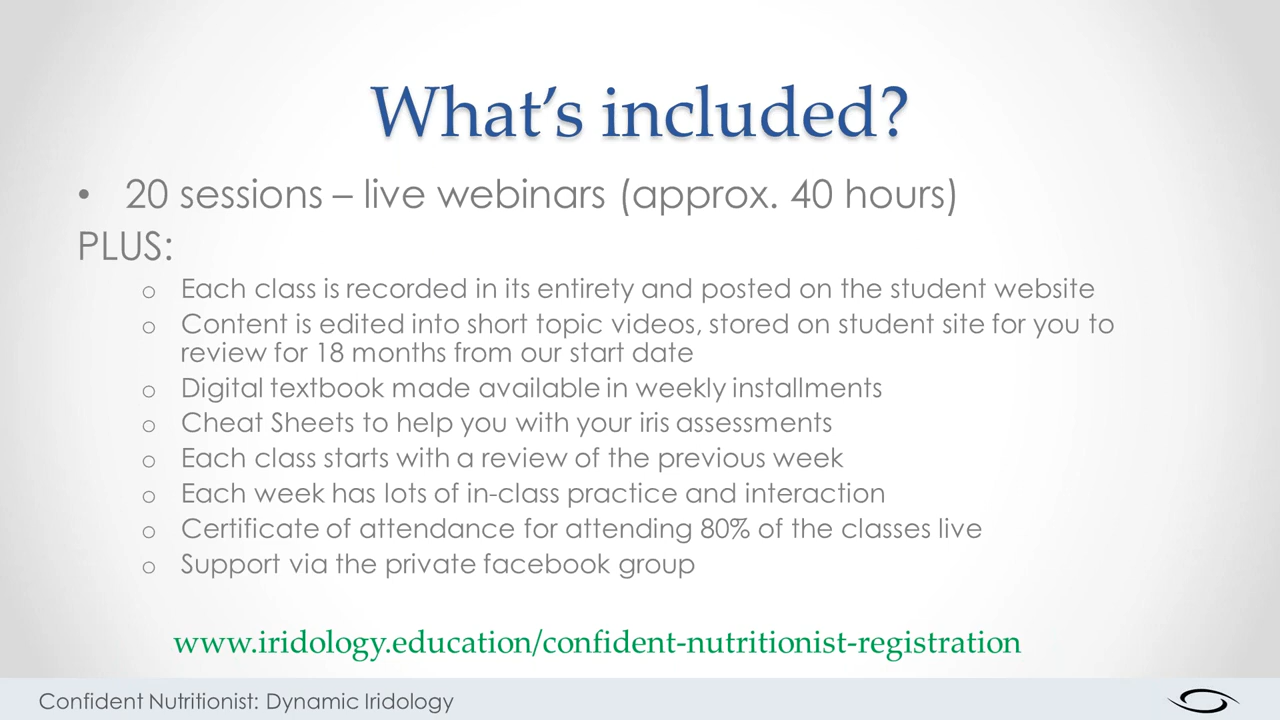 What's included?
• 20 sessions – live webinars (approx. 40 hours)
PLUS:
o Each class is recorded in its entirety and posted on the student website
o Content is edited into short topic videos, stored on student site for you to
review for 18 months from our start date
o Digital textbook made available in weekly installments
o Cheat Sheets to help you with your iris assessments
o Each class starts with a review of the previous week
o Each week has lots of in-class practice and interaction
o Certificate of attendance for attending 80% of the classes live
o Support via the private facebook group
www.iridology.education/confident-nutritionist-registration
Confident Nutritionist: Dynamic Iridology